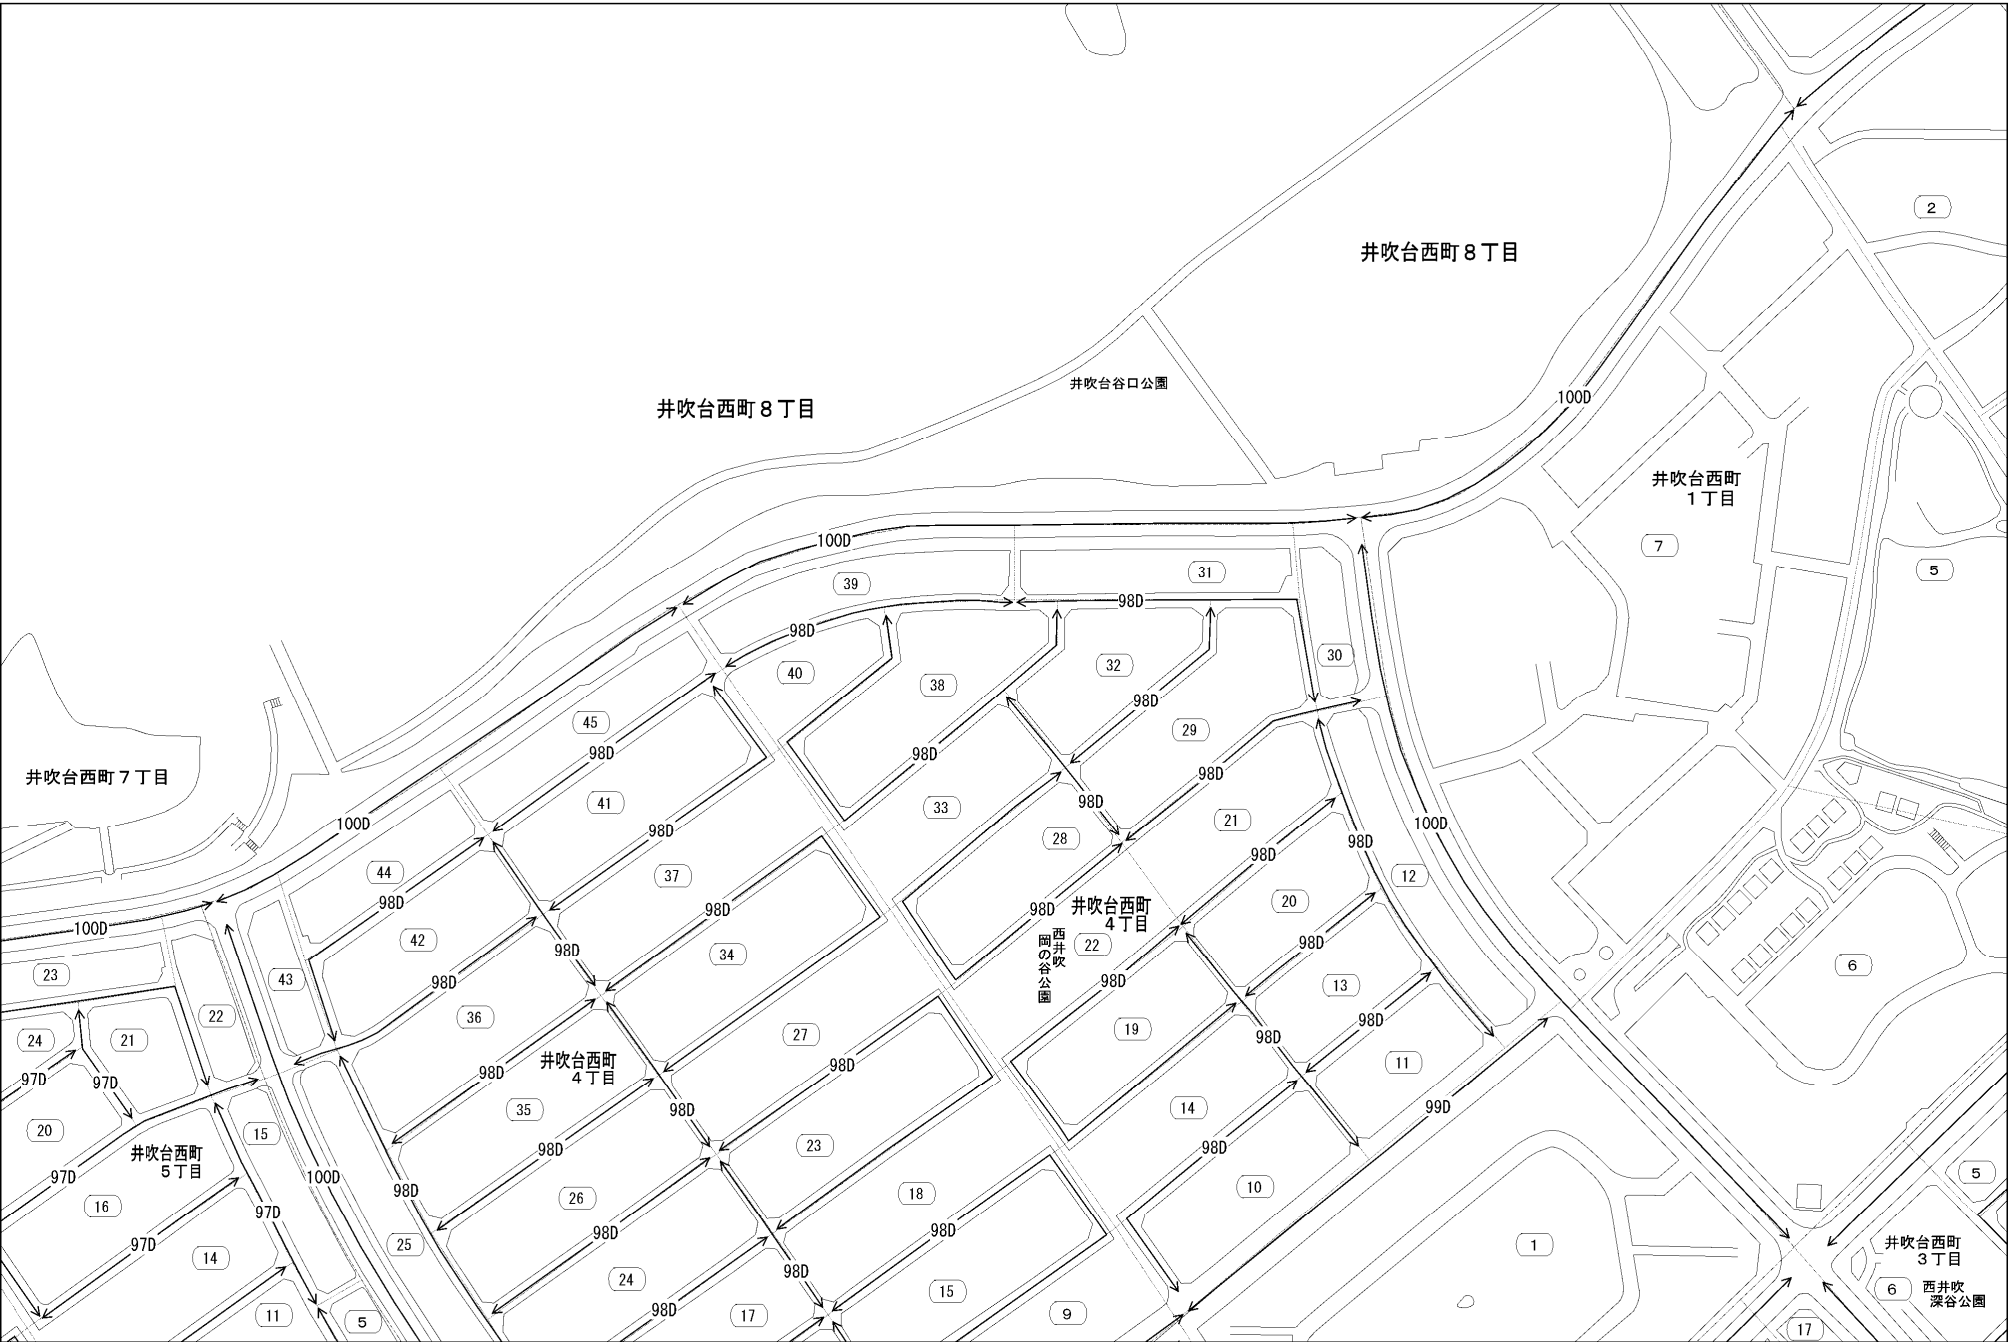 2
井吹台西町８丁目
井吹台谷口公園
井吹台西町８丁目
100D
井吹台西町
１丁目
100D
7
5
39
31
98D
98D
40
32
30
38
45
98D
29
98D
98D
98D
井吹台西町７丁目
41
33
98D
98D
100D
98D
21
100D
44
37
28
98D
98D
12
98D
98D
98D
20
井吹台西町
４丁目
100D
42
98D
34
22
98D
西井吹
岡の谷公園
23
43
98D
98D
13
6
22
36
27
19
98D
98D
24
21
井吹台西町
４丁目
98D
98D
11
97D
97D
35
98D
14
99D
20
15
98D
23
98D
井吹台西町
５丁目
97D
100D
98D
26
18
10
5
16
97D
98D
98D
14
97D
25
98D
1
井吹台西町
３丁目
24
98D
15
6
西井吹
深谷公園
11
5
98D
17
9
17